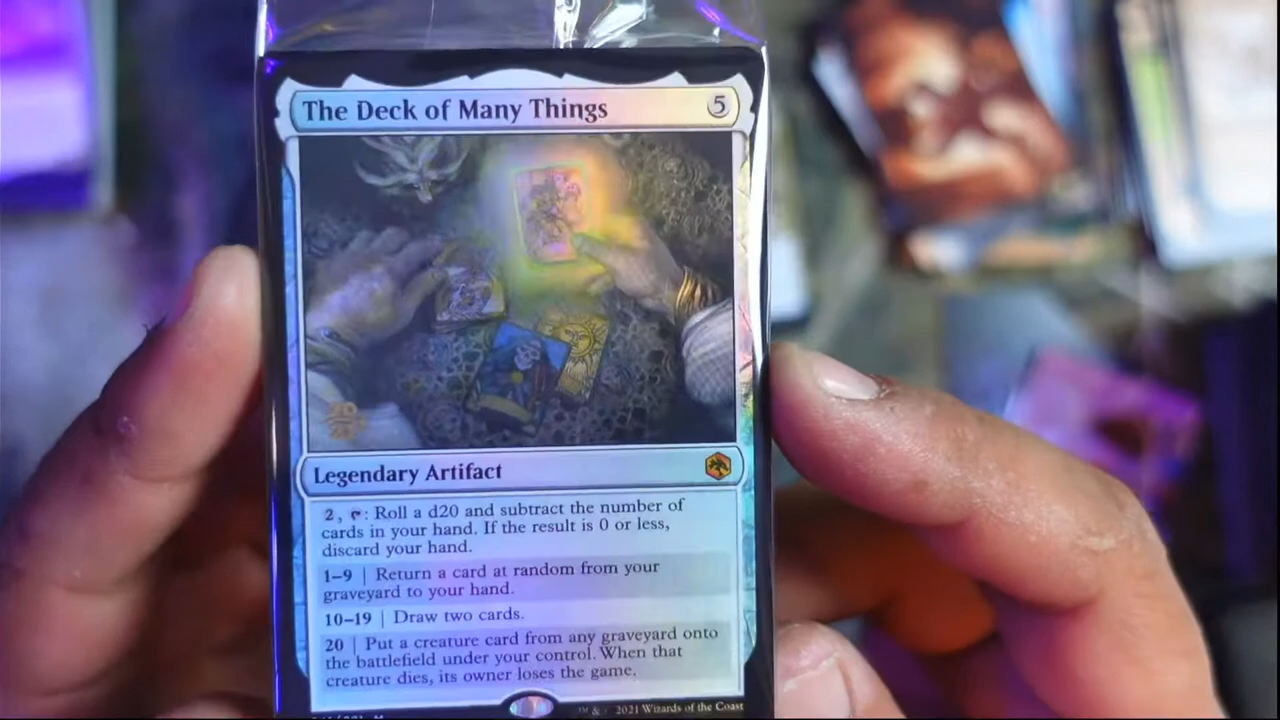 The Deck of Many Things 5
20
21
Legendary Artifact
2, T: Roll a d20 and subtract the number of
cards in your hand. If the result is 0 or less,
discard your hand.
1–9 | Return a card at random from your
graveyard to your hand.
10–19 | Draw two cards.
20 | Put a creature card from any graveyard onto
the battlefield under your control. When that
creature dies, its owner loses the game.
™ & 2021 Wizards of the Coast